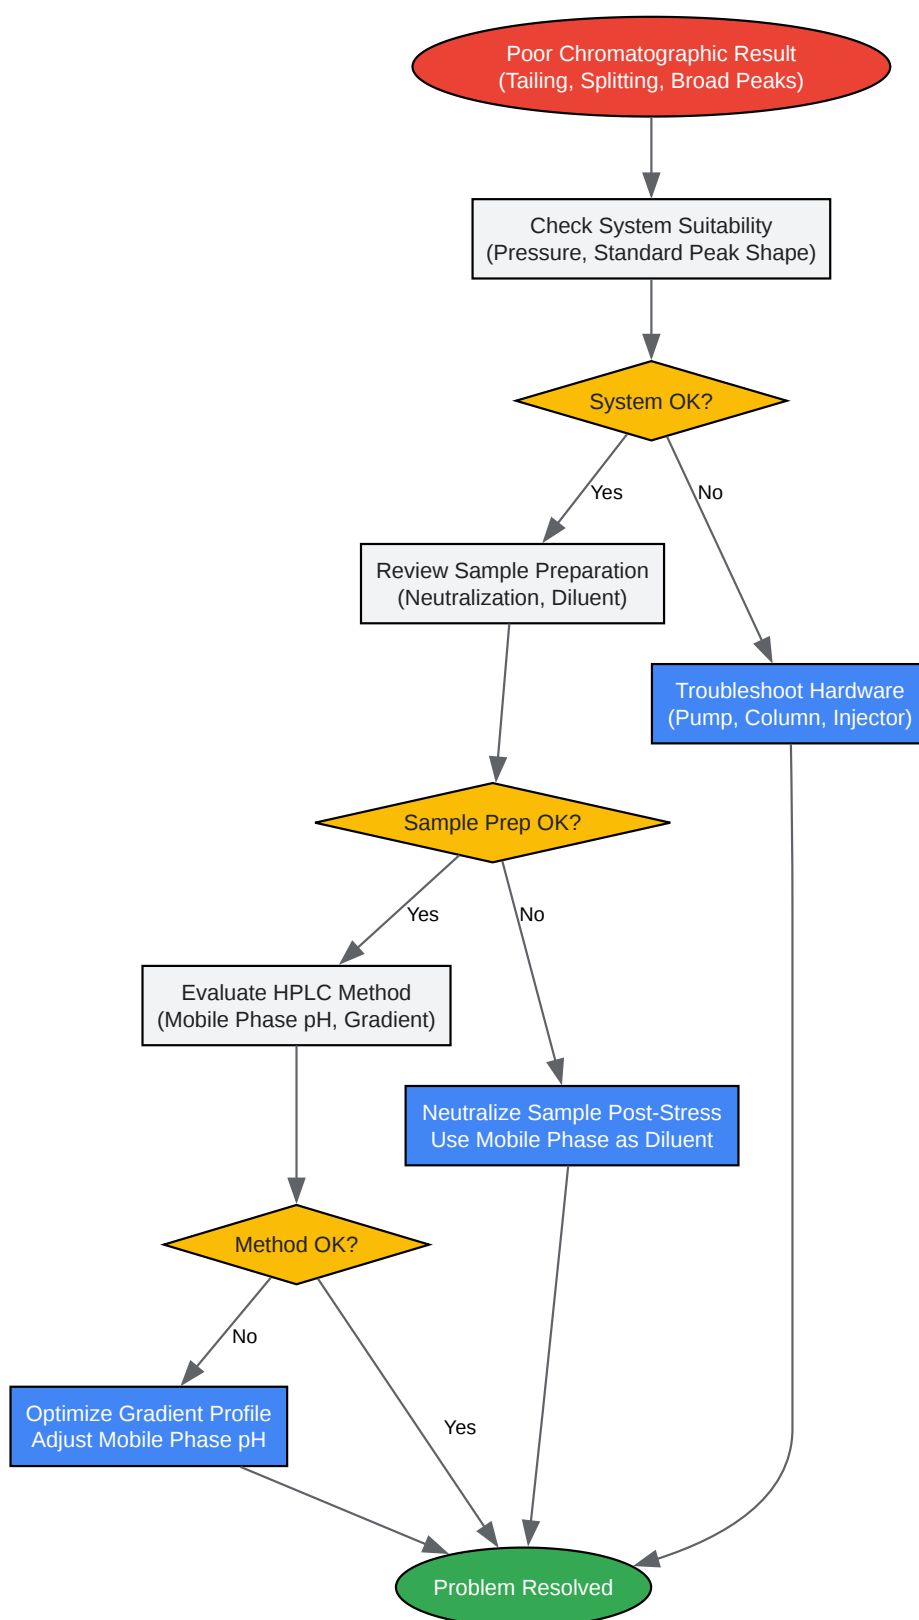 Poor Chromatographic Result
(Tailing, Splitting, Broad Peaks)
Check System Suitability
(Pressure, Standard Peak Shape)
System OK?
Yes
No
Review Sample Preparation
(Neutralization, Diluent)
Troubleshoot Hardware
(Pump, Column, Injector)
Sample Prep OK?
Yes
No
Evaluate HPLC Method
(Mobile Phase pH, Gradient)
Neutralize Sample Post-Stress
Use Mobile Phase as Diluent
Method OK?
No
Yes
Optimize Gradient Profile
Adjust Mobile Phase pH
Problem Resolved